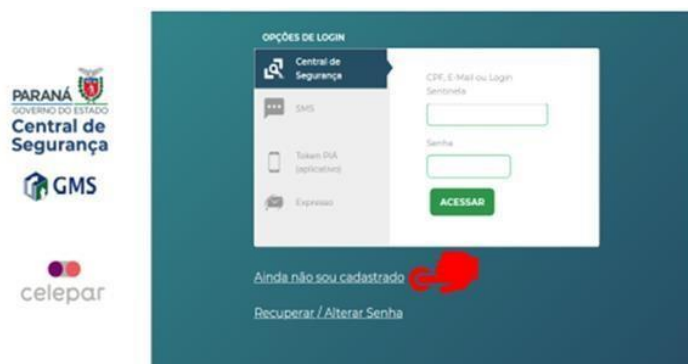 PARANÁ
GOVERNO DO ESTADO
Central de
Segurança
GMS
celepar
OPÇÕES DE LOGIN
Central de
Segurança
SMS
Token PIÁ
(aplicativo)
Expresso
CPF, E-Mail ou Login
Sentinela
Senha
ACESSAR
Ainda não sou cadastrado
Recuperar / Alterar Senha